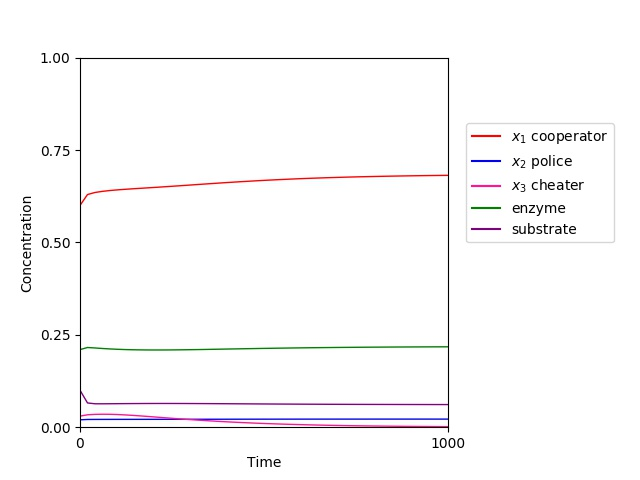 1.00
0.75
0.50
0.25
0.00
0
1000
Time
Concentration
x₁ cooperator
x₂ police
x₃ cheater
enzyme
substrate